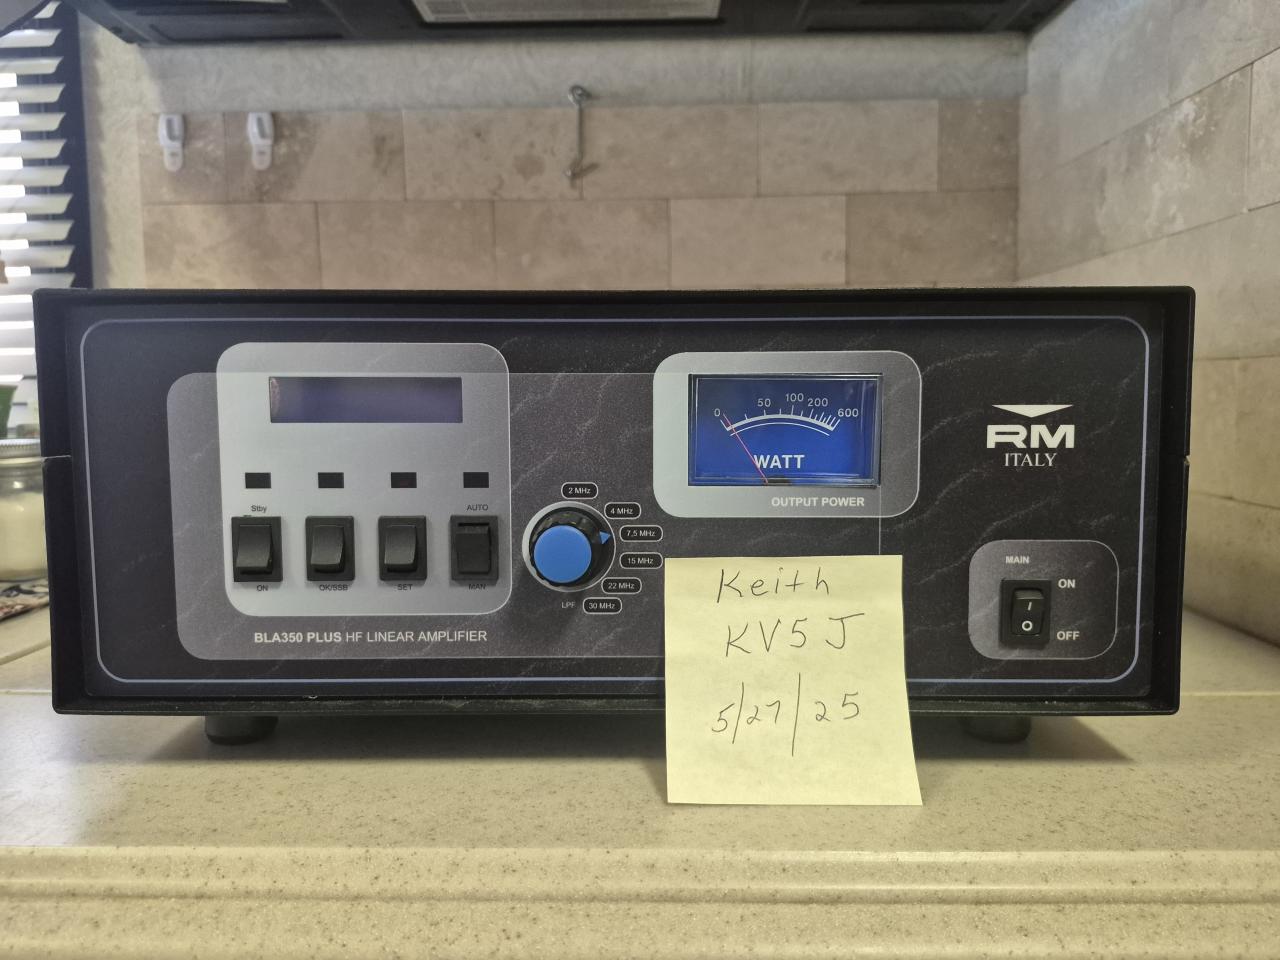 Stby
AUTO
ON
OK/SSB
SET
MAN
BLA350 PLUS HF LINEAR AMPLIFIER
2 MHz
4 MHz
7,5 MHz
15 MHz
22 MHz
LPF 30 MHz
0 50 100 200 600
WATT
OUTPUT POWER
RM
ITALY
MAIN
ON
I
O
OFF
Keith
KV5J
5/27/25